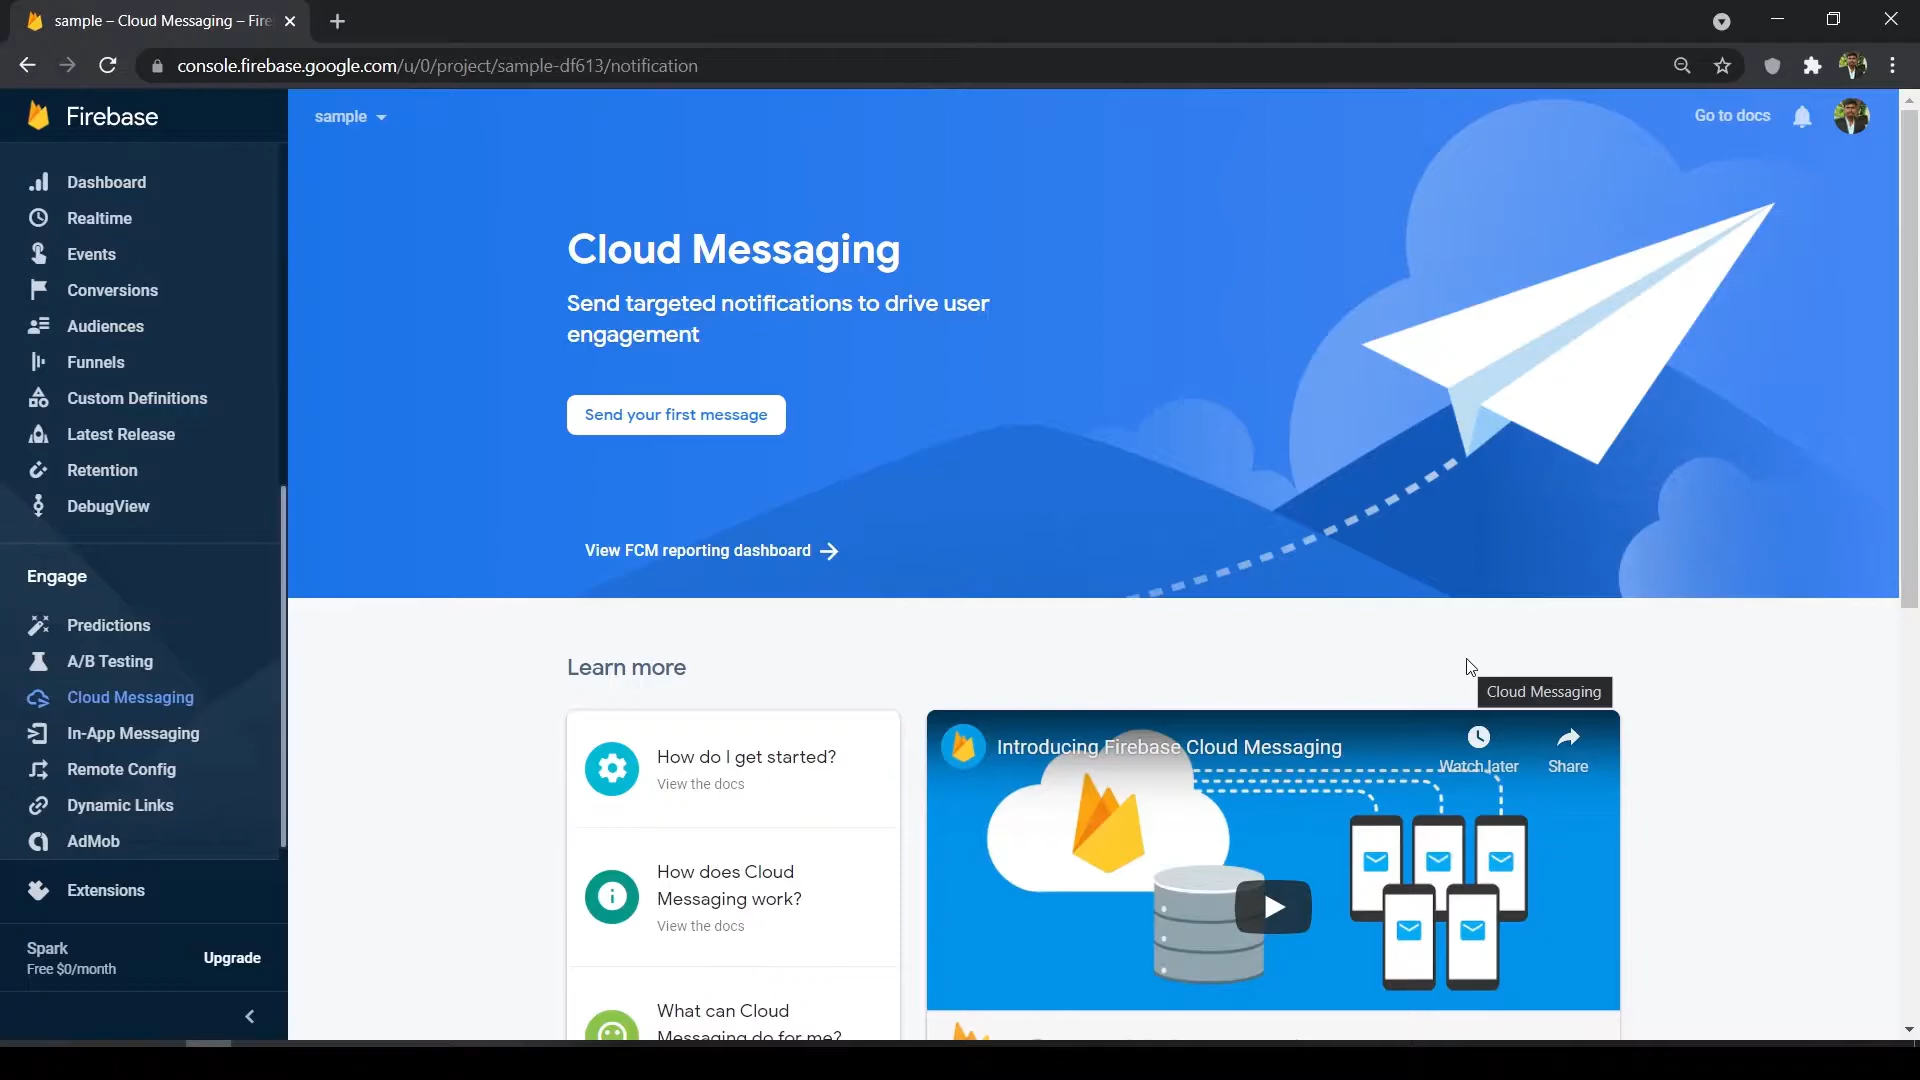 sample – Cloud Messaging – Fire
console.firebase.google.com/u/0/project/sample-df613/notification
Firebase
sample
Go to docs
Dashboard
Realtime
Events
Conversions
Audiences
Funnels
Custom Definitions
Latest Release
Retention
DebugView
Engage
Predictions
A/B Testing
Cloud Messaging
In-App Messaging
Remote Config
Dynamic Links
AdMob
Extensions
Spark
Free $0/month
Upgrade
Cloud Messaging
Send targeted notifications to drive user
engagement
Send your first message
View FCM reporting dashboard
Learn more
Cloud Messaging
How do I get started?
View the docs
How does Cloud
Messaging work?
View the docs
What can Cloud
Messaging do for me?
Introducing Firebase Cloud Messaging
Watch later
Share